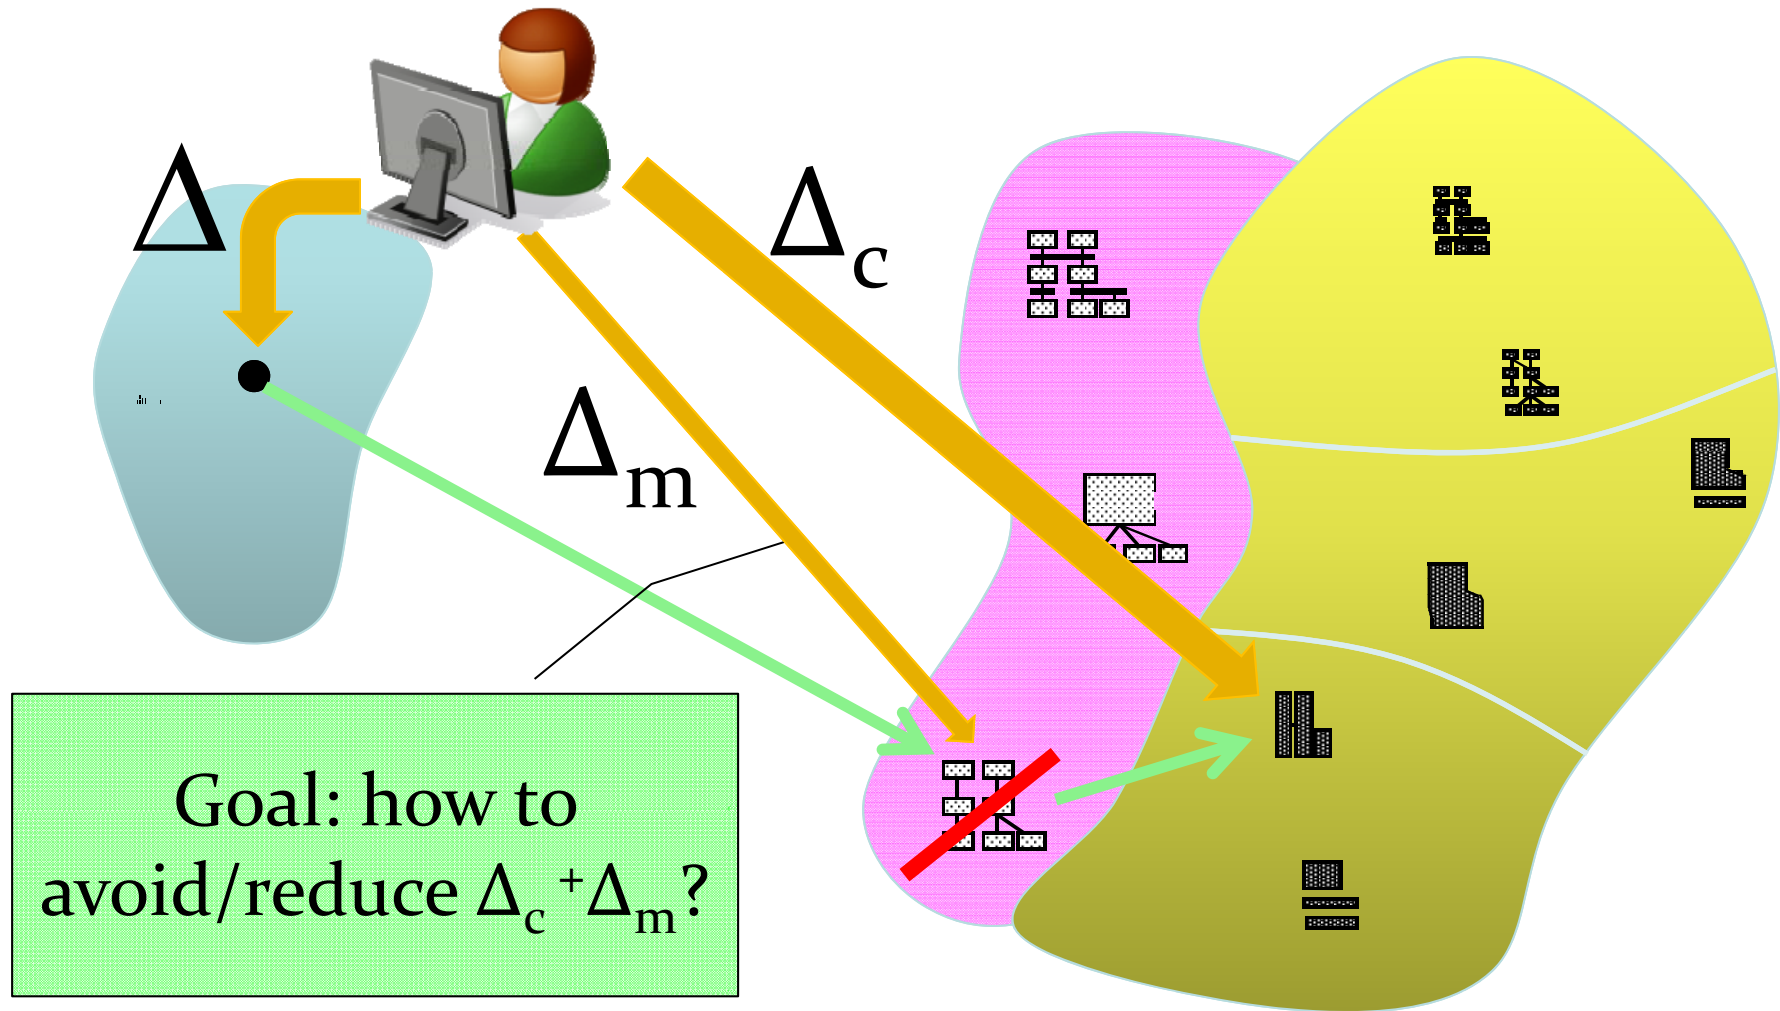 Δ
Δc
Δm
Goal: how to
avoid/reduce Δc +Δm?